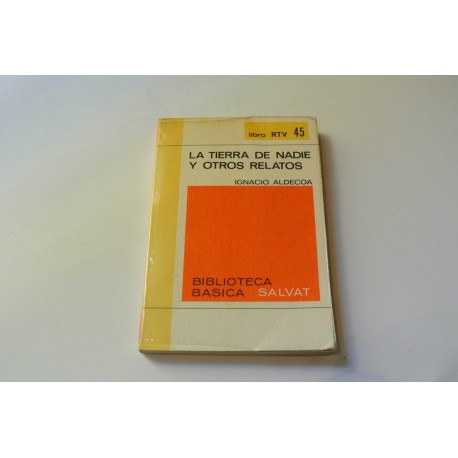 libro RTV 45
LA TIERRA DE NADIE
Y OTROS RELATOS
IGNACIO ALDECOA
BIBLIOTECA
BASICA SALVAT